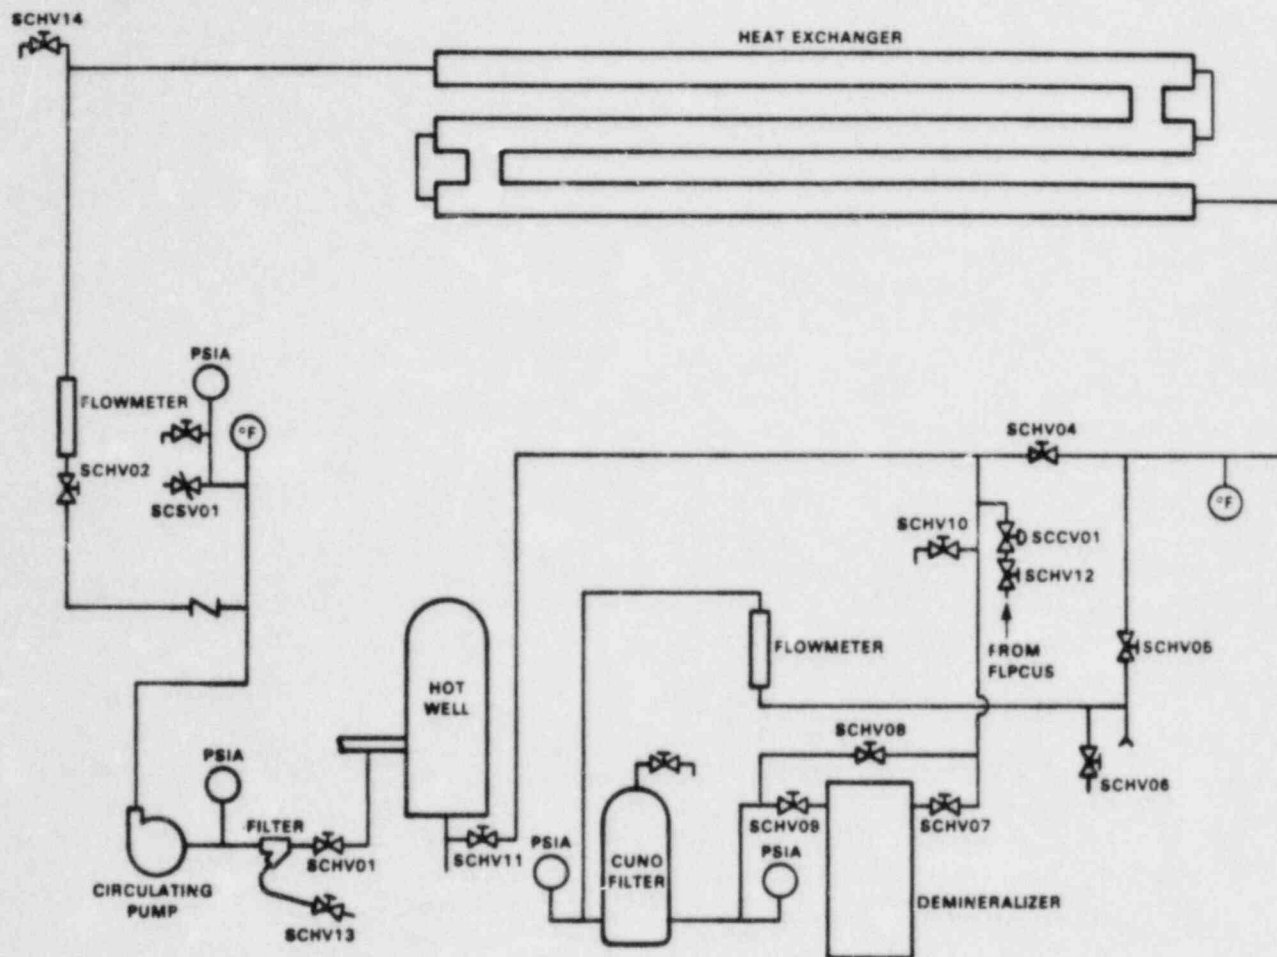 SCHV14
HEAT EXCHANGER
PSIA
FLOWMETER
°F
SCHV02
SCSV01
SCHV04
°F
SCHV10
SCCV01
SCHV12
FROM
FLPCUS
FLOWMETER
SCHV05
HOT
WELL
SCHV08
SCHV06
PSIA
FILTER
SCHV01
SCHV11
PSIA
CUNO
FILTER
SCHV09
PSIA
SCHV07
DEMINERALIZER
CIRCULATING
PUMP
SCHV13